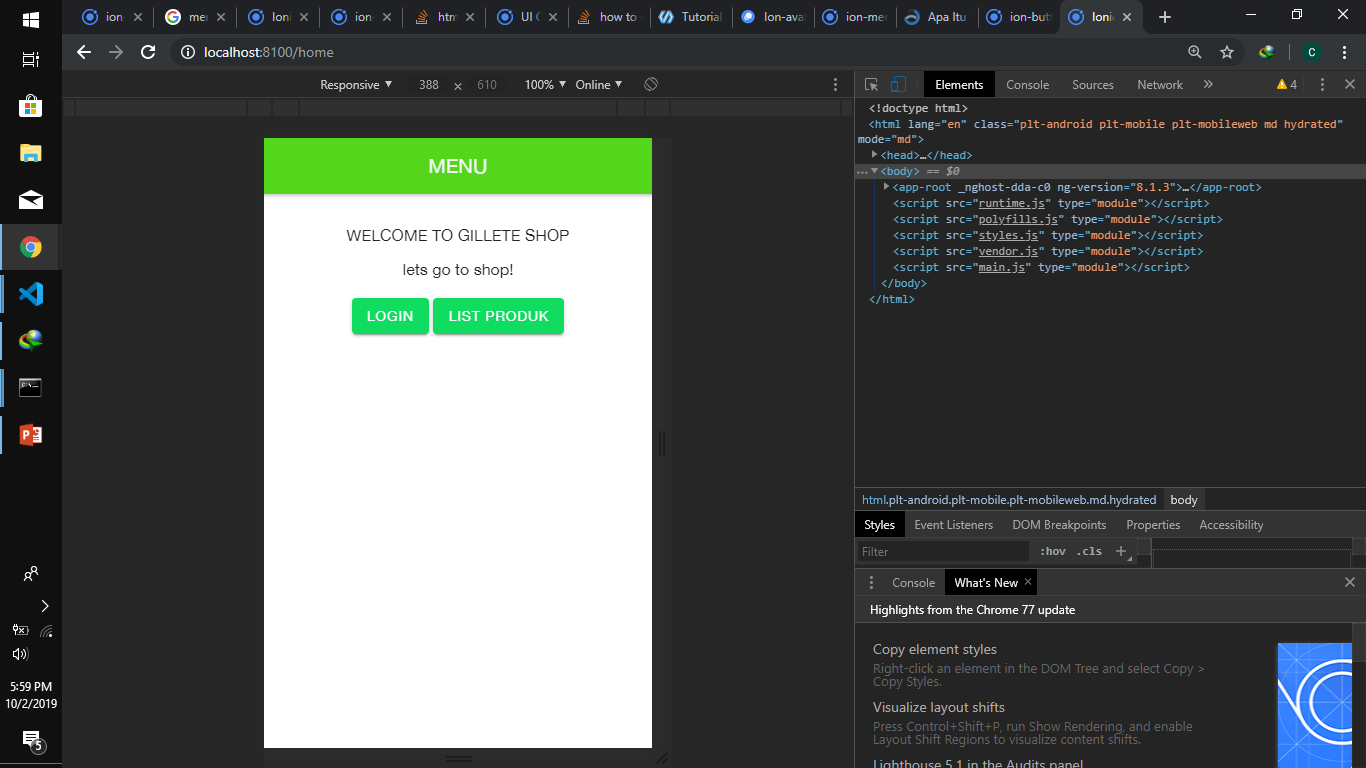 ion- mer Ioni ion- htm UI C how to Tutorial Ion-ava ion-mer Apa Itu ion-butt Ionic
localhost:8100/home C
Responsive 388 x 610 100% Online
Elements Console Sources Network » 4
<!doctype html>
<html lang="en" class="plt-android plt-mobile plt-mobileweb md hydrated"
mode="md">
<head>…</head>
… <body> == $0
<app-root _nghost-dda-c0 ng-version="8.1.3">…</app-root>
<script src="runtime.js" type="module"></script>
<script src="polyfills.js" type="module"></script>
<script src="styles.js" type="module"></script>
<script src="vendor.js" type="module"></script>
<script src="main.js" type="module"></script>
</body>
</html>
MENU
WELCOME TO GILLETE SHOP
lets go to shop!
LOGIN LIST PRODUK
html.plt-android.plt-mobile.plt-mobileweb.md.hydrated body
Styles Event Listeners DOM Breakpoints Properties Accessibility
Filter :hov .cls +
Console What's New
Highlights from the Chrome 77 update
Copy element styles
Right-click an element in the DOM Tree and select Copy >
Copy Styles.
Visualize layout shifts
Press Control+Shift+P, run Show Rendering, and enable
Layout Shift Regions to visualize content shifts.
Lighthouse 5.1 in the Audits panel
5:59 PM
10/2/2019
5